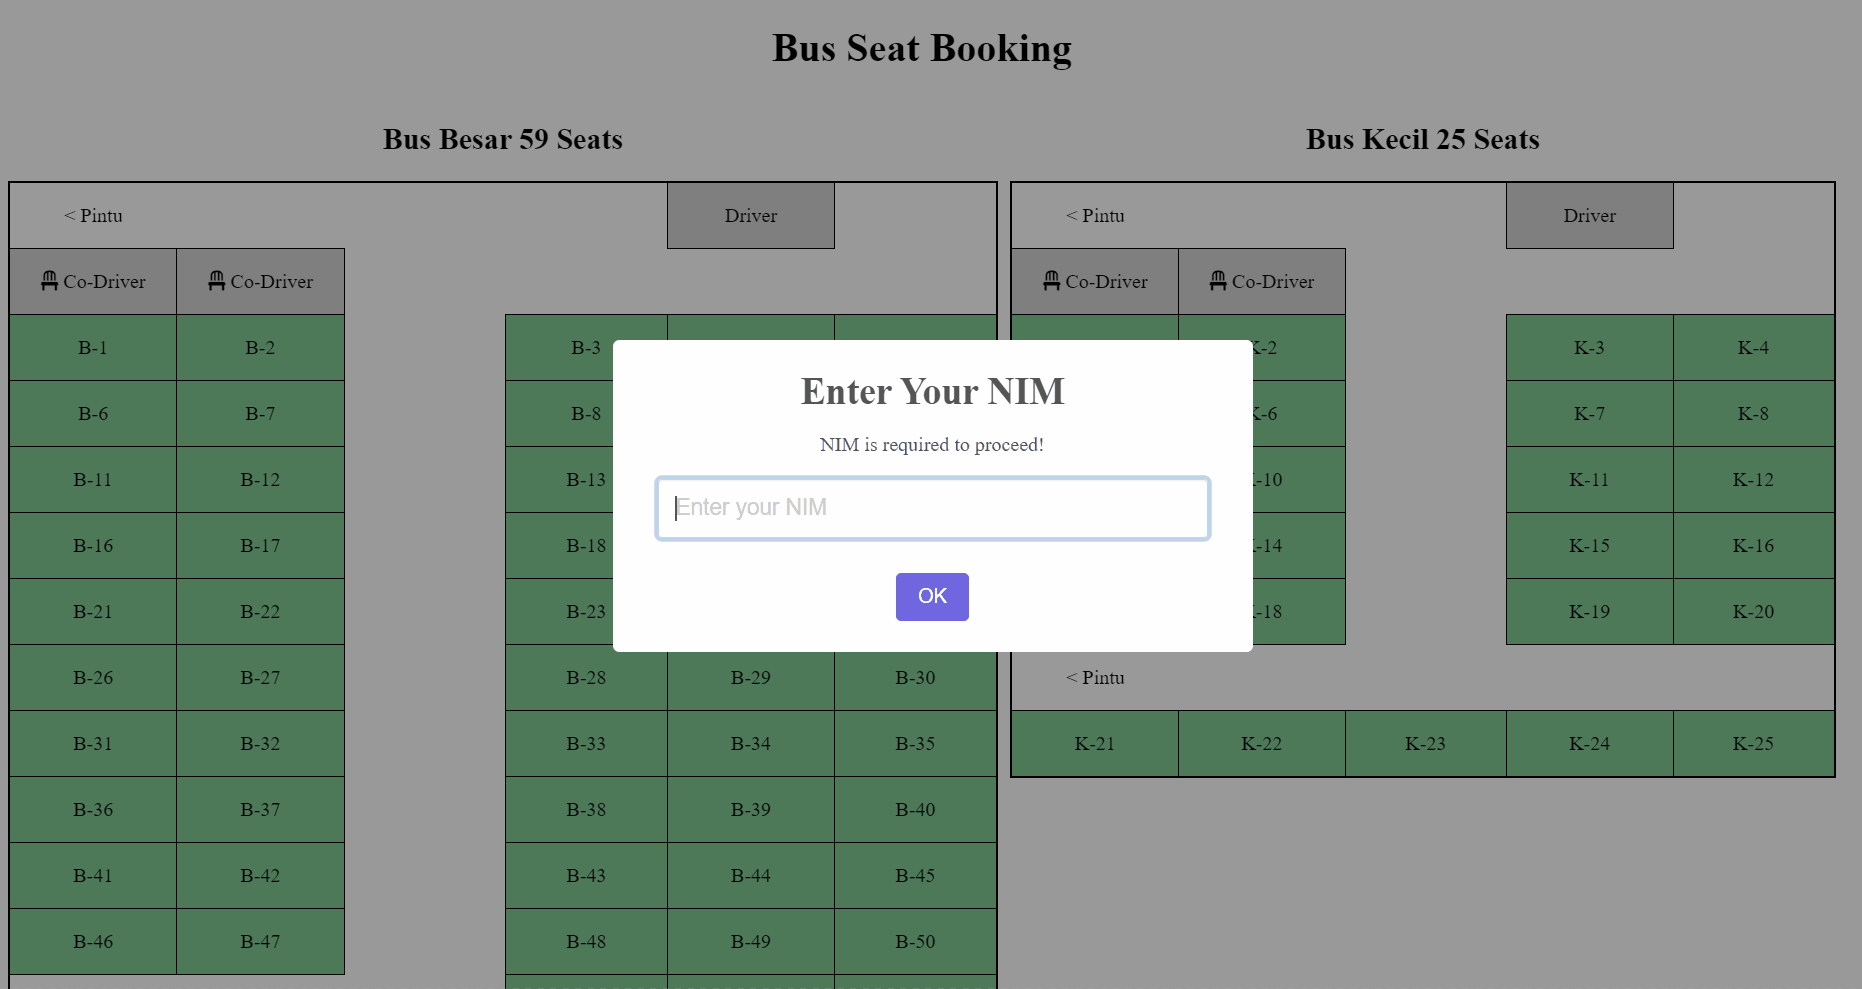 Bus Seat Booking
Bus Besar 59 Seats
< Pintu Driver
Co-Driver Co-Driver
B-1 B-2 B-3
B-6 B-7 B-8
B-11 B-12 B-13
B-16 B-17 B-18
B-21 B-22 B-23
B-26 B-27 B-28 B-29 B-30
B-31 B-32 B-33 B-34 B-35
B-36 B-37 B-38 B-39 B-40
B-41 B-42 B-43 B-44 B-45
B-46 B-47 B-48 B-49 B-50
Enter Your NIM
NIM is required to proceed!
Enter your NIM
OK
Bus Kecil 25 Seats
< Pintu Driver
Co-Driver Co-Driver
K-2 K-3 K-4
K-6 K-7 K-8
-10 K-11 K-12
-14 K-15 K-16
-18 K-19 K-20
< Pintu
K-21 K-22 K-23 K-24 K-25